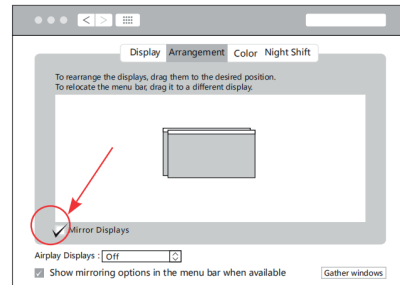 Display Arrangement Color Night Shift
To rearrange the displays, drag them to the desired position.
To relocate the menu bar, drag it to a different display.
Mirror Displays
Airplay Displays : Off
Show mirroring options in the menu bar when available
Gather windows